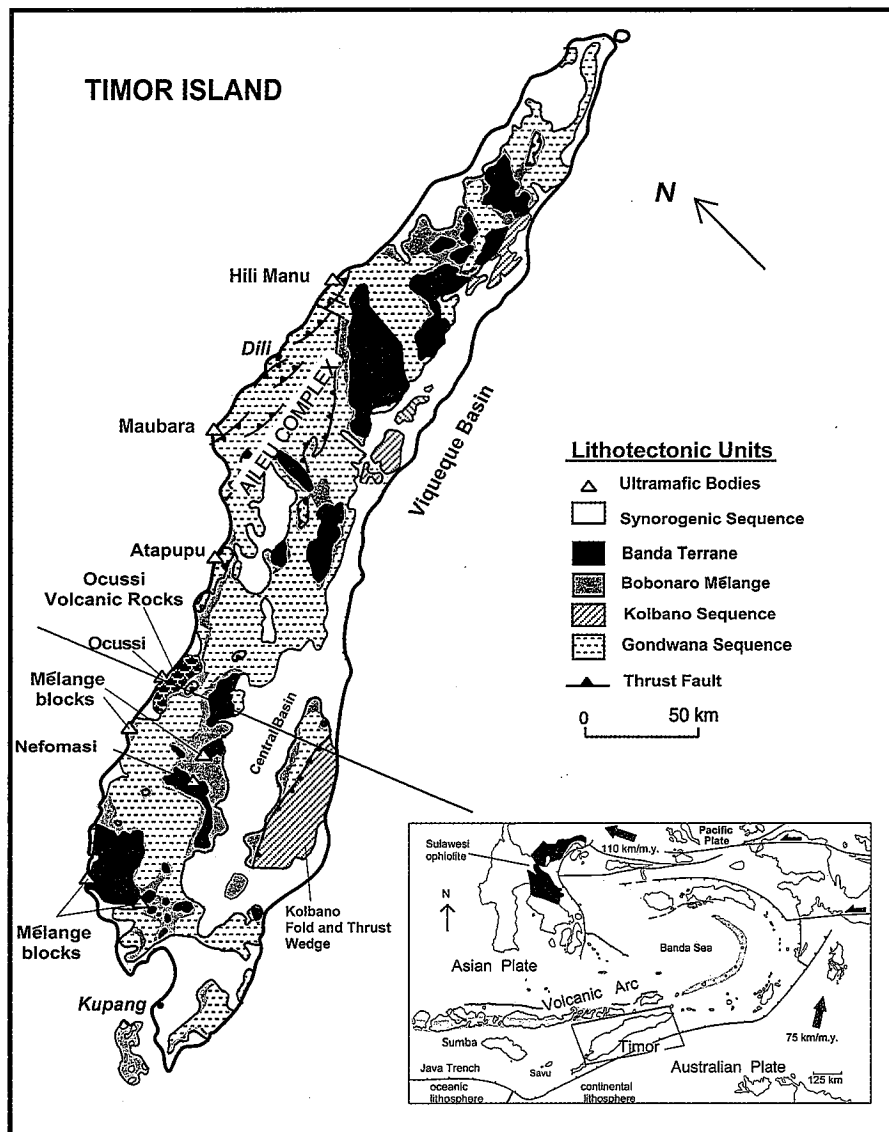 TIMOR ISLAND
N
Hili Manu
Dili
AILEU COMPLEX
Maubara
Viqueque Basin
Atapupu
Ocussi
Volcanic Rocks
Ocussi
Mélange
blocks
Nefomasi
Central Basin
Mélange
blocks
Kolbano
Fold and Thrust
Wedge
Kupang
Lithotectonic Units
Ultramafic Bodies
Synorogenic Sequence
Banda Terrane
Bobonaro Mélange
Kolbano Sequence
Gondwana Sequence
Thrust Fault
0 50 km
Sulawesi
ophiolite
110 km/m.y.
Pacific
Plate
N
Banda Sea
Asian Plate
Volcanic Arc
75 km/m.y.
Sumba
Timor
Java Trench
Savu
Australian Plate
oceanic
lithosphere
continental
lithosphere
125 km